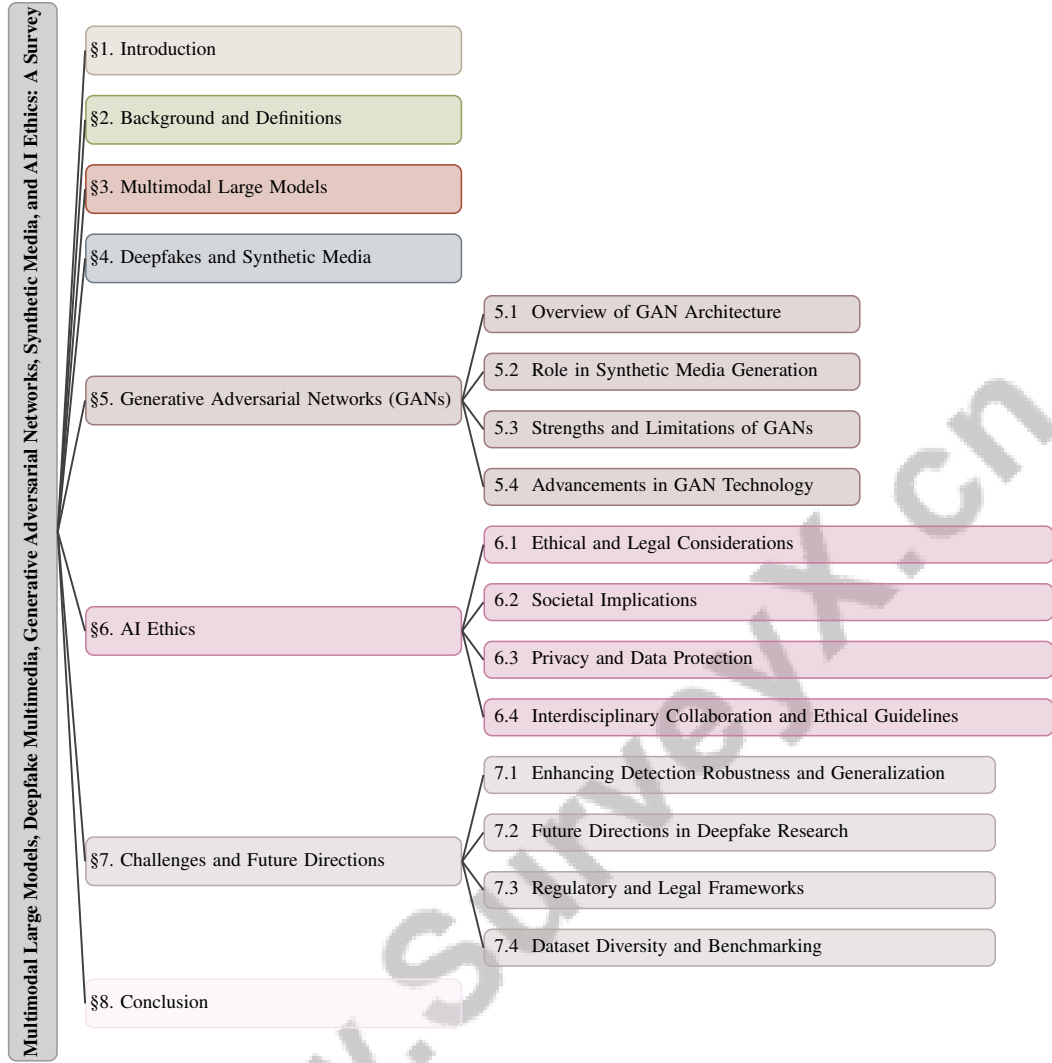 Multimodal Large Models, Deepfake Multimedia, Generative Adversarial Networks, Synthetic Media, and AI Ethics: A Survey
§1. Introduction
§2. Background and Definitions
§3. Multimodal Large Models
§4. Deepfakes and Synthetic Media
§5. Generative Adversarial Networks (GANs)
5.1 Overview of GAN Architecture
5.2 Role in Synthetic Media Generation
5.3 Strengths and Limitations of GANs
5.4 Advancements in GAN Technology
§6. AI Ethics
6.1 Ethical and Legal Considerations
6.2 Societal Implications
6.3 Privacy and Data Protection
6.4 Interdisciplinary Collaboration and Ethical Guidelines
§7. Challenges and Future Directions
7.1 Enhancing Detection Robustness and Generalization
7.2 Future Directions in Deepfake Research
7.3 Regulatory and Legal Frameworks
7.4 Dataset Diversity and Benchmarking
§8. Conclusion
w.SurveyX.cn